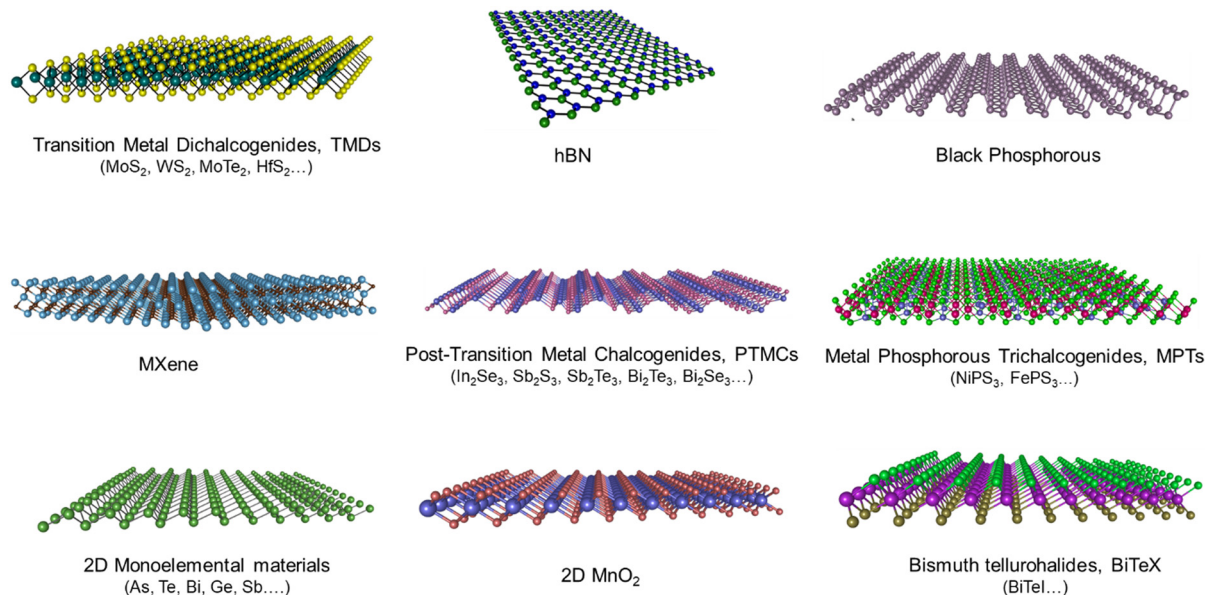 Transition Metal Dichalcogenides, TMDs
(MoS₂, WS₂, MoTe₂, HfS₂…)
hBN
Black Phosphorous
MXene
Post-Transition Metal Chalcogenides, PTMCs
(In₂Se₃, Sb₂S₃, Sb₂Te₃, Bi₂Te₃, Bi₂Se₃…)
Metal Phosphorous Trichalcogenides, MPTs
(NiPS₃, FePS₃…)
2D Monoelemental materials
(As, Te, Bi, Ge, Sb….)
2D MnO₂
Bismuth tellurohalides, BiTeX
(BiTeI…)